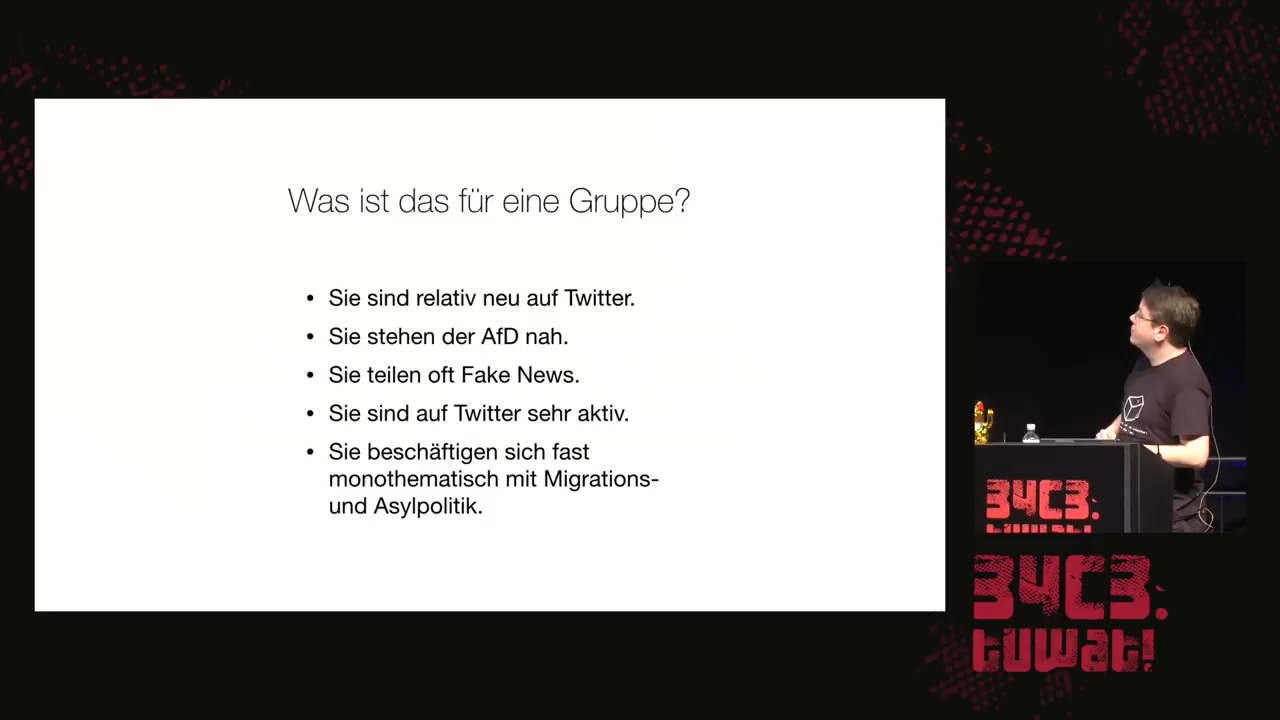 Was ist das für eine Gruppe?
• Sie sind relativ neu auf Twitter.
• Sie stehen der AfD nah.
• Sie teilen oft Fake News.
• Sie sind auf Twitter sehr aktiv.
• Sie beschäftigen sich fast
monothematisch mit Migrations-
und Asylpolitik.
34C3.
tuwat!
34C3.
tuwat!